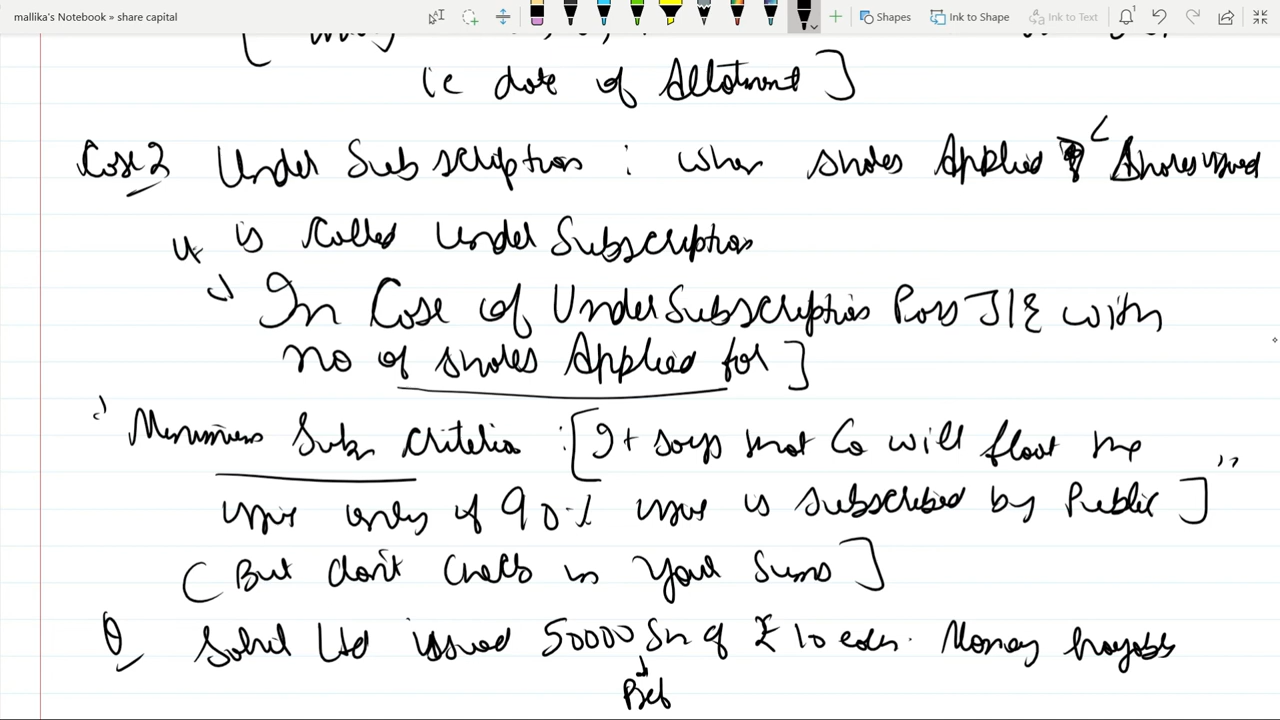 mallika's Notebook » share capital
Shapes Ink to Shape Ink to Text
ie date of Allotment ]
Case 2 Under Subscription : when shares Applied < shares issued
is called under Subscription
In Case of UnderSubscription Pass J/E with
no of shares Applied for ]
Minimum Subn criteria : [ It says that Co will float the
issue only if 90% issue is subscribed by Public ] "
( But don't check in your Sums ]
Q Sahil Ltd issued 50000 Sh of ₹ 10 each. Money payable